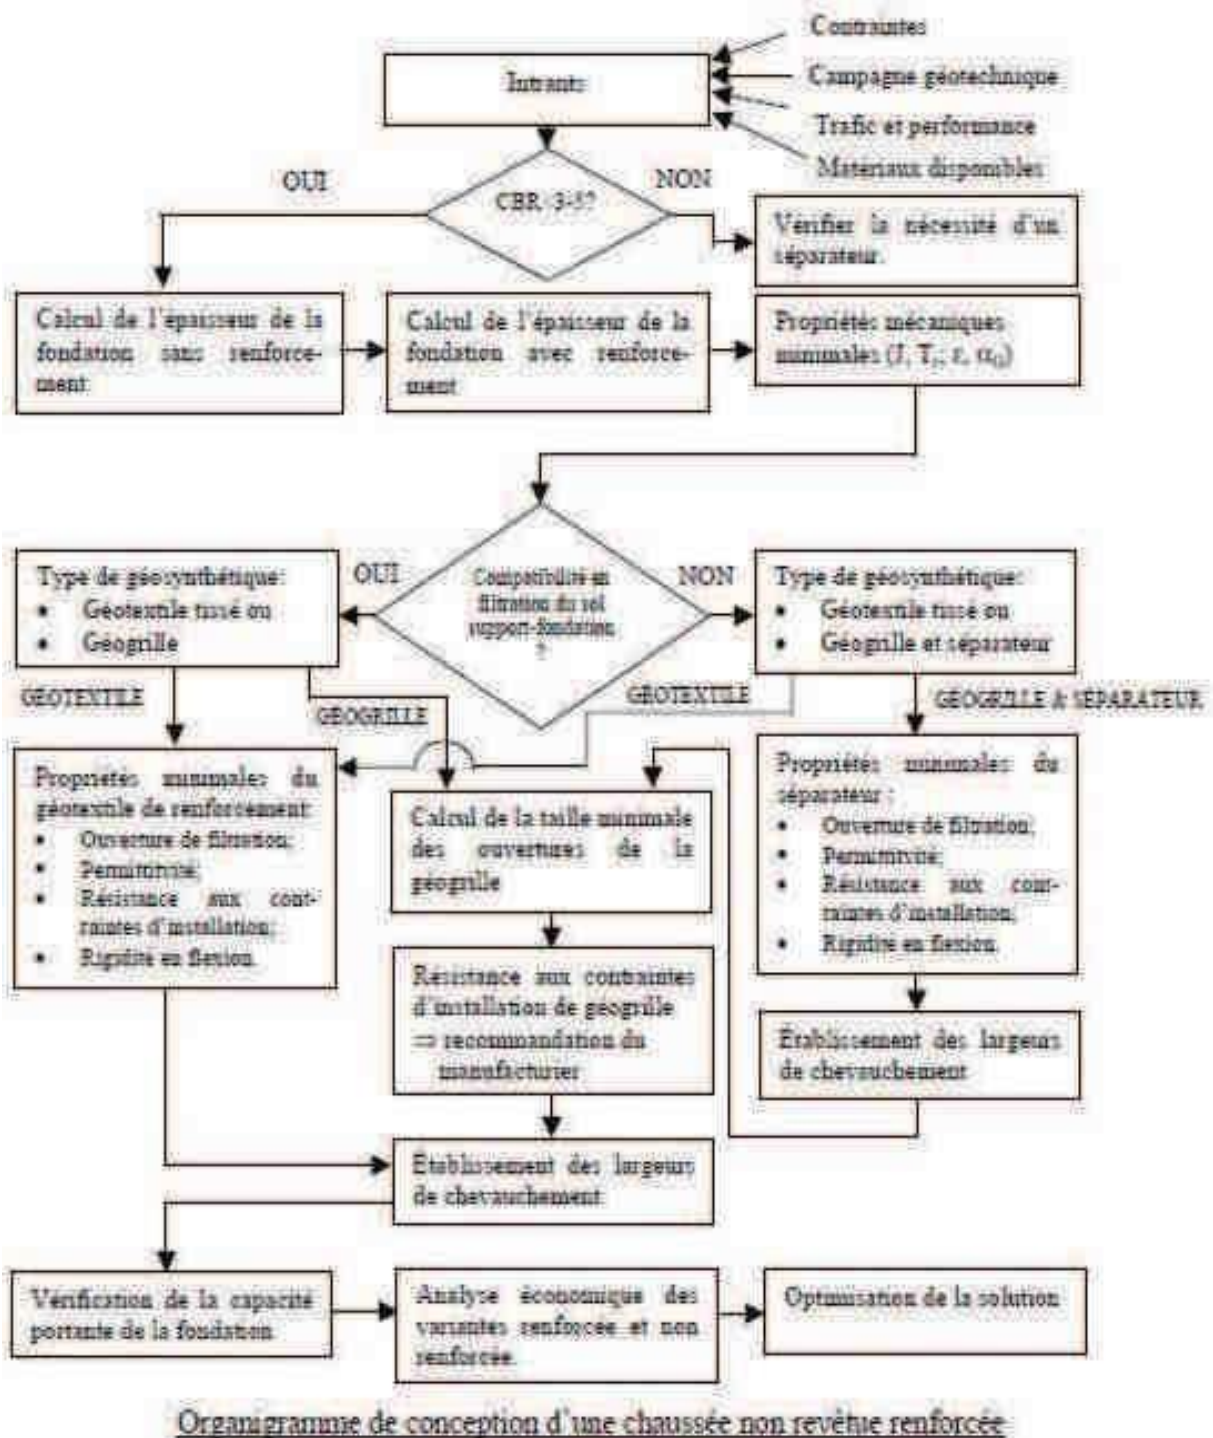 Contraintes
Intrants
Campagne géotechnique
Trafic et performance
Matériaux disponibles
OUI
NON
CBR 3-5?
Vérifier la nécessité d'un
séparateur.
Calcul de l'épaisseur de la
fondation sans renforce-
ment
Calcul de l'épaisseur de la
fondation avec renforce-
ment
Propriétés mécaniques
minimales (J, T
Type de géosynthétique:
• Géotextile tissé ou
• Géogrille
OUI
Compatibilité en
filtration du sol
support-fondation
?
NON
Type de géosynthétique:
• Géotextile tissé ou
• Géogrille et séparateur
GÉOTEXTILE
GÉOGRILLE
GÉOTEXTILE
GÉOGRILLE & SÉPARATEUR
Propriétés minimales du
géotextile de renforcement:
• Ouverture de filtration;
• Permittivité;
• Résistance aux cont-
raintes d'installation;
• Rigidité en flexion.
Calcul de la taille minimale
des ouvertures de la
géogrille
Propriétés minimales du
séparateur :
• Ouverture de filtration;
• Permittivité;
• Résistance aux cont-
raintes d'installation;
• Rigidité en flexion.
Résistance aux contraintes
d'installation de géogrille
⇒ recommandation du
manufacturier
Établissement des largeurs
de chevauchement
Établissement des largeurs
de chevauchement
Vérification de la capacité
portante de la fondation
Analyse économique des
variantes renforcée et non
renforcée.
Optimisation de la solution
Organigramme de conception d'une chaussée non revêtue renforcée